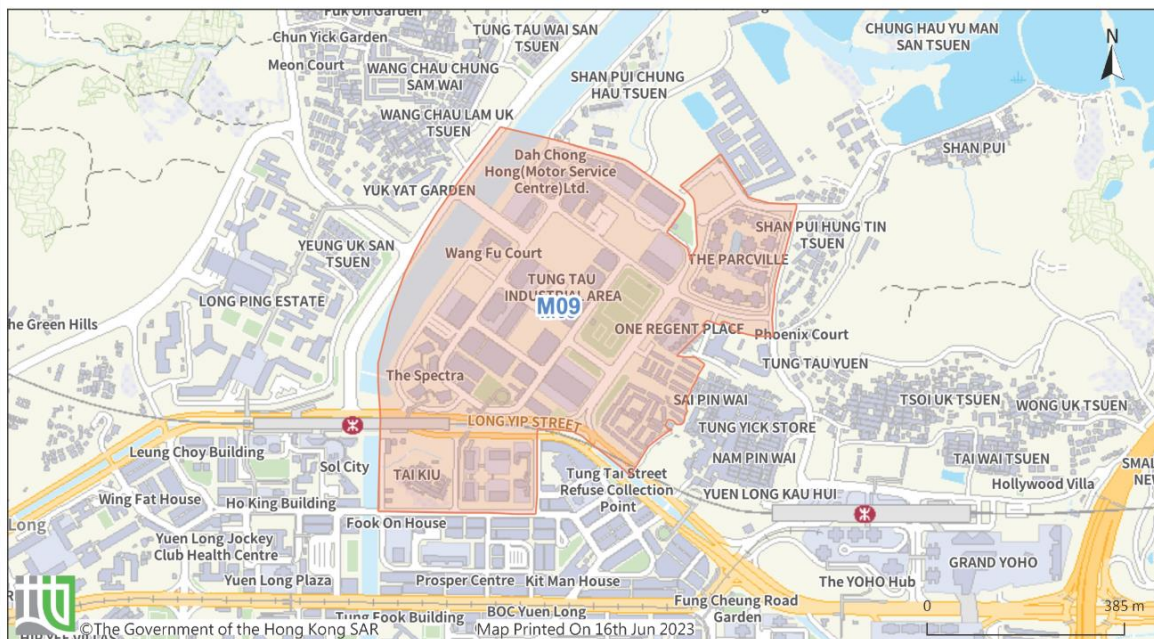 Fuk On Garden
Chun Yick Garden
Meon Court
TUNG TAU WAI SAN
TSUEN
WANG CHAU CHUNG
SAM WAI
WANG CHAU LAM UK
TSUEN
SHAN PUI CHUNG
HAU TSUEN
CHUNG HAU YU MAN
SAN TSUEN
N
SHAN PUI
Dah Chong
Hong(Motor Service
Centre)Ltd.
YUK YAT GARDEN
YEUNG UK SAN
TSUEN
Wang Fu Court
SHAN PUI HUNG TIN
TSUEN
THE PARCVILLE
TUNG TAU
INDUSTRIAL AREA
M09
LONG PING ESTATE
he Green Hills
ONE REGENT PLACE
Phoenix Court
TUNG TAU YUEN
The Spectra
SAI PIN WAI
TSOI UK TSUEN
WONG UK TSUEN
LONG YIP STREET
TUNG YICK STORE
Leung Choy Building
Sol City
TAI KIU
NAM PIN WAI
TAI WAI TSUEN
SMAL
NEW
Hollywood Villa
Tung Tai Street
Refuse Collection
Point
Wing Fat House
Ho King Building
YUEN LONG KAU HUI
Long
Fook On House
Yuen Long Jockey
Club Health Centre
GRAND YOHO
Yuen Long Plaza
Prosper Centre
Kit Man House
The YOHO Hub
Fung Cheung Road
Garden
0
385 m
BOC Yuen Long
Tung Fook Building
©The Government of the Hong Kong SAR
Map Printed On 16th Jun 2023